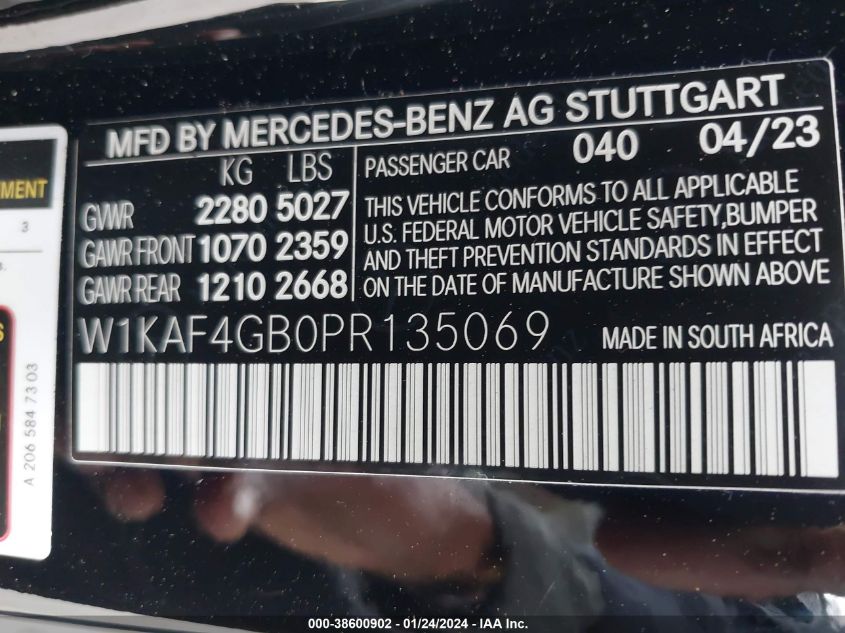 MFD BY MERCEDES-BENZ AG STUTTGART
KG LBS
GVWR 2280 5027
GAWR FRONT 1070 2359
GAWR REAR 1210 2668
PASSENGER CAR 040 04/23
THIS VEHICLE CONFORMS TO ALL APPLICABLE
U.S. FEDERAL MOTOR VEHICLE SAFETY,BUMPER
AND THEFT PREVENTION STANDARDS IN EFFECT
ON THE DATE OF MANUFACTURE SHOWN ABOVE
W1KAF4GB0PR135069 MADE IN SOUTH AFRICA
3
A 206 584 73 03
000-38600902 - 01/24/2024 - IAA Inc.